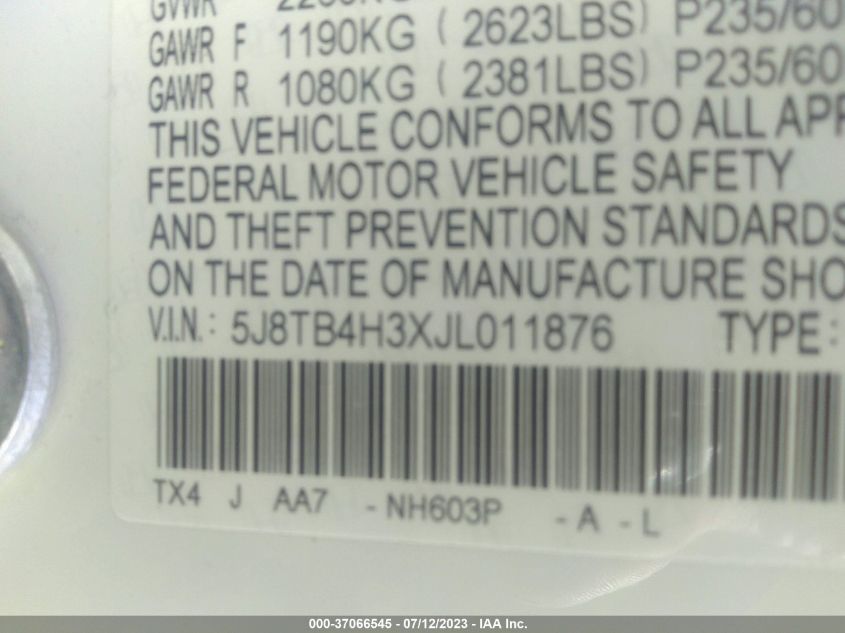 GVWR
GAWR F 1190KG ( 2623LBS) P235/60
GAWR R 1080KG ( 2381LBS) P235/60
THIS VEHICLE CONFORMS TO ALL APP
FEDERAL MOTOR VEHICLE SAFETY
AND THEFT PREVENTION STANDARDS
ON THE DATE OF MANUFACTURE SHO
V.I.N.: 5J8TB4H3XJL011876 TYPE:
TX4 J AA7 -NH603P -A -L
000-37066545 - 07/12/2023 - IAA Inc.